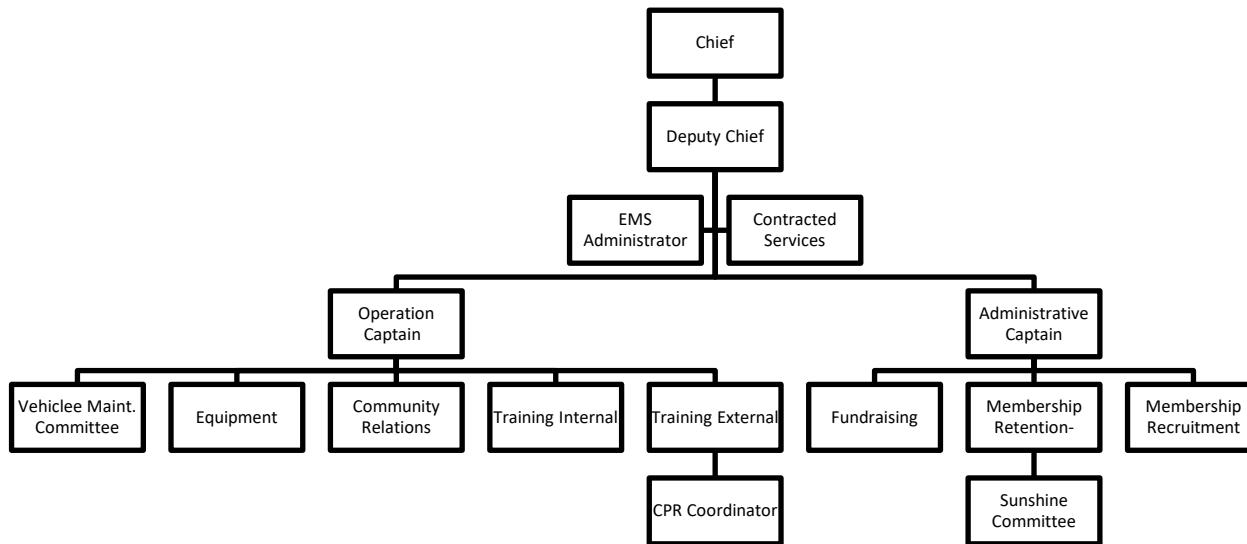 Chief
Deputy Chief
EMS
Administrator
Contracted
Services
Operation
Captain
Administrative
Captain
Vehiclee Maint.
Committee
Equipment
Community
Relations
Training Internal
Training External
Fundraising
Membership
Retention-
Membership
Recruitment
CPR Coordinator
Sunshine
Committee